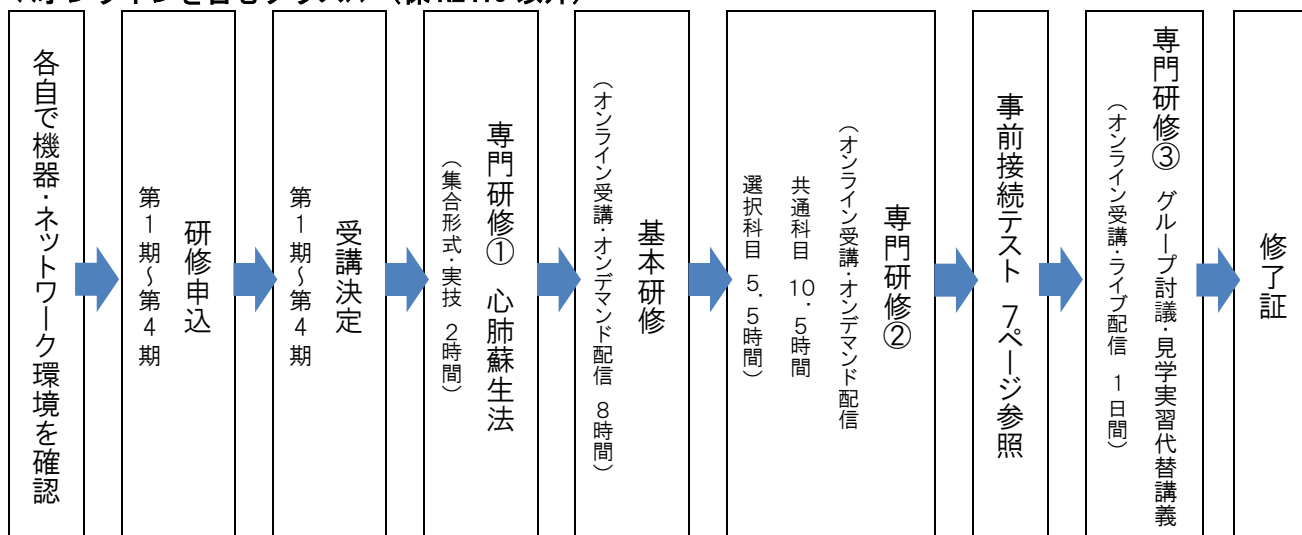 各自で機器・ネットワーク環境を確認
研修申込
第1期~第4期
受講決定
第1期~第4期
専門研修① 心肺蘇生法
(集合形式・実技 2時間)
基本研修
(オンライン受講・オンデマンド配信 8時間)
専門研修②
(オンライン受講・オンデマンド配信
共通科目 10.5時間
選択科目 5.5時間)
事前接続テスト 7ページ参照
専門研修③ グループ討議・見学実習代替講義
(オンライン受講・ライブ配信 1日間)
修了証